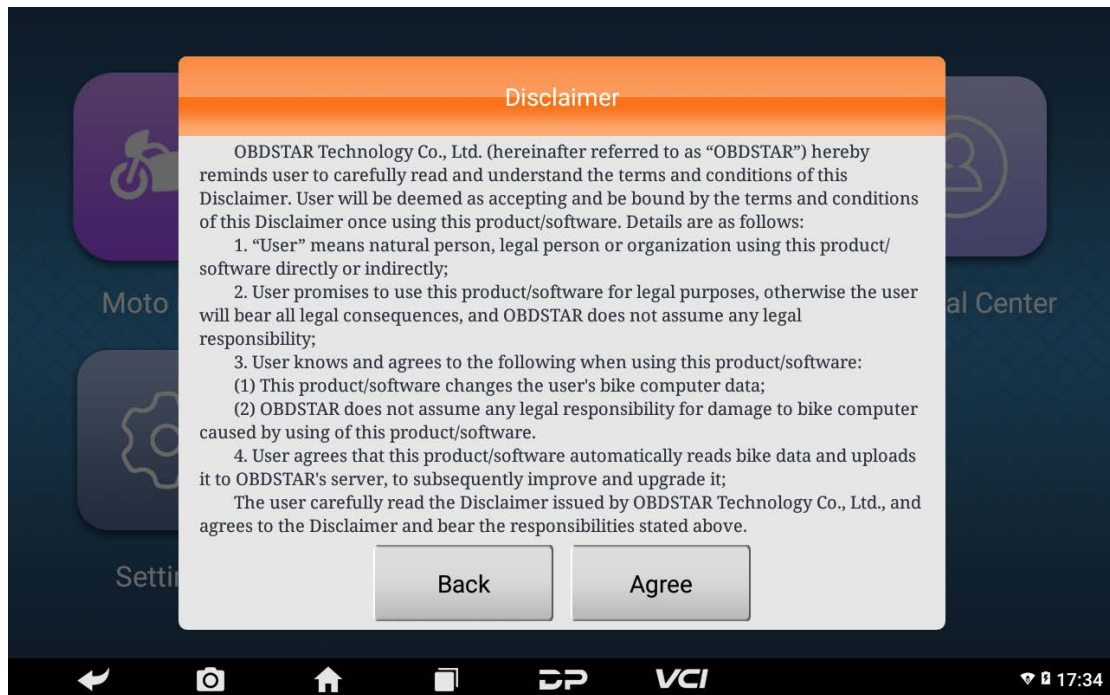 Disclaimer
OBDSTAR Technology Co., Ltd. (hereinafter referred to as “OBDSTAR”) hereby
reminds user to carefully read and understand the terms and conditions of this
Disclaimer. User will be deemed as accepting and be bound by the terms and conditions
of this Disclaimer once using this product/software. Details are as follows:
1. “User” means natural person, legal person or organization using this product/
software directly or indirectly;
2. User promises to use this product/software for legal purposes, otherwise the user
will bear all legal consequences, and OBDSTAR does not assume any legal
responsibility;
3. User knows and agrees to the following when using this product/software:
(1) This product/software changes the user's bike computer data;
(2) OBDSTAR does not assume any legal responsibility for damage to bike computer
caused by using of this product/software.
4. User agrees that this product/software automatically reads bike data and uploads
it to OBDSTAR's server, to subsequently improve and upgrade it;
The user carefully read the Disclaimer issued by OBDSTAR Technology Co., Ltd., and
agrees to the Disclaimer and bear the responsibilities stated above.
Back
Agree
Moto
al Center
Settin
DP
VCI
17:34